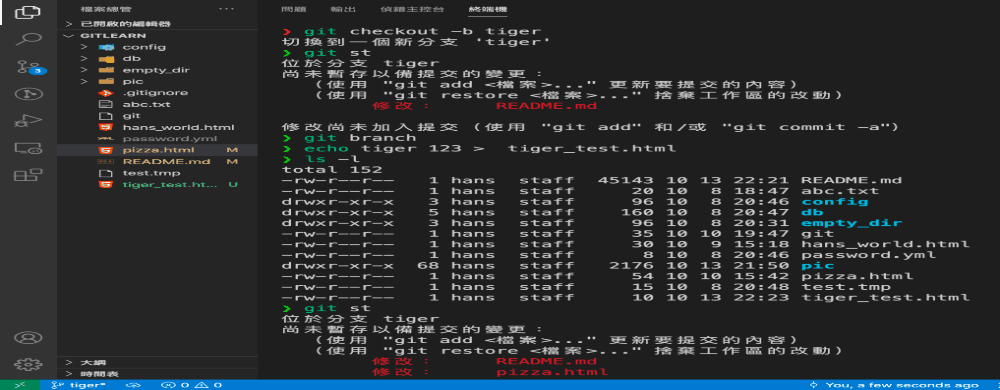 檔案總管 ···
> 已開啟的編輯器
GITLEARN
> config
> db
> empty_dir
> pic
.gitignore
abc.txt
git
hans_world.html
password.yml
pizza.html M
README.md M
test.tmp
tiger_test.ht... U
> 大綱
> 時間表
問題 輸出 偵錯主控台 終端機
❯ git checkout -b tiger
切換到一個新分支 'tiger'
❯ git st
位於分支 tiger
尚未暫存以備提交的變更：
（使用 "git add <檔案>..." 更新要提交的內容）
（使用 "git restore <檔案>..." 捨棄工作區的改動）
修改： README.md
修改尚未加入提交（使用 "git add" 和/或 "git commit -a"）
❯ git branch
❯ echo tiger 123 > tiger_test.html
❯ ls -l
total 152
-rw-r--r-- 1 hans staff 45143 10 13 22:21 README.md
-rw-r--r-- 1 hans staff 20 10 8 18:47 abc.txt
drwxr-xr-x 3 hans staff 96 10 8 20:46 config
drwxr-xr-x 5 hans staff 160 10 8 20:47 db
drwxr-xr-x 3 hans staff 96 10 8 20:31 empty_dir
-rw-r--r-- 1 hans staff 35 10 10 19:47 git
-rw-r--r-- 1 hans staff 30 10 9 15:18 hans_world.html
-rw-r--r-- 1 hans staff 8 10 8 20:46 password.yml
drwxr-xr-x 68 hans staff 2176 10 13 21:50 pic
-rw-r--r-- 1 hans staff 54 10 10 15:42 pizza.html
-rw-r--r-- 1 hans staff 15 10 8 20:48 test.tmp
-rw-r--r-- 1 hans staff 10 10 13 22:23 tiger_test.html
❯ git st
位於分支 tiger
尚未暫存以備提交的變更：
（使用 "git add <檔案>..." 更新要提交的內容）
（使用 "git restore <檔案>..." 捨棄工作區的改動）
修改： README.md
修改： pizza.html
3
tiger* 0 0 You, a few seconds ago